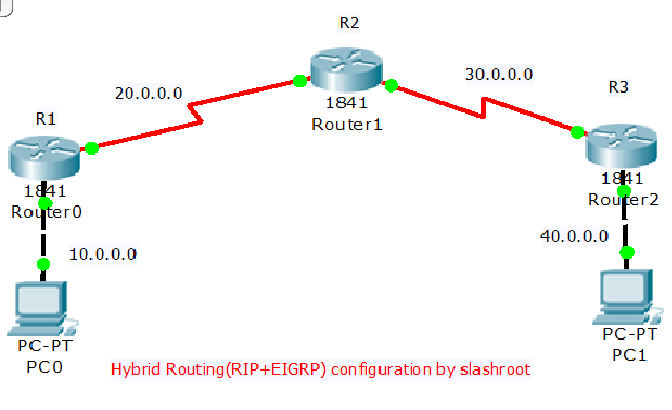 R2
1841
Router1
20.0.0.0
30.0.0.0
R1
1841
Router0
R3
1841
Router2
10.0.0.0
40.0.0.0
PC-PT
PC0
PC-PT
PC1
Hybrid Routing(RIP+EIGRP) configuration by slashroot